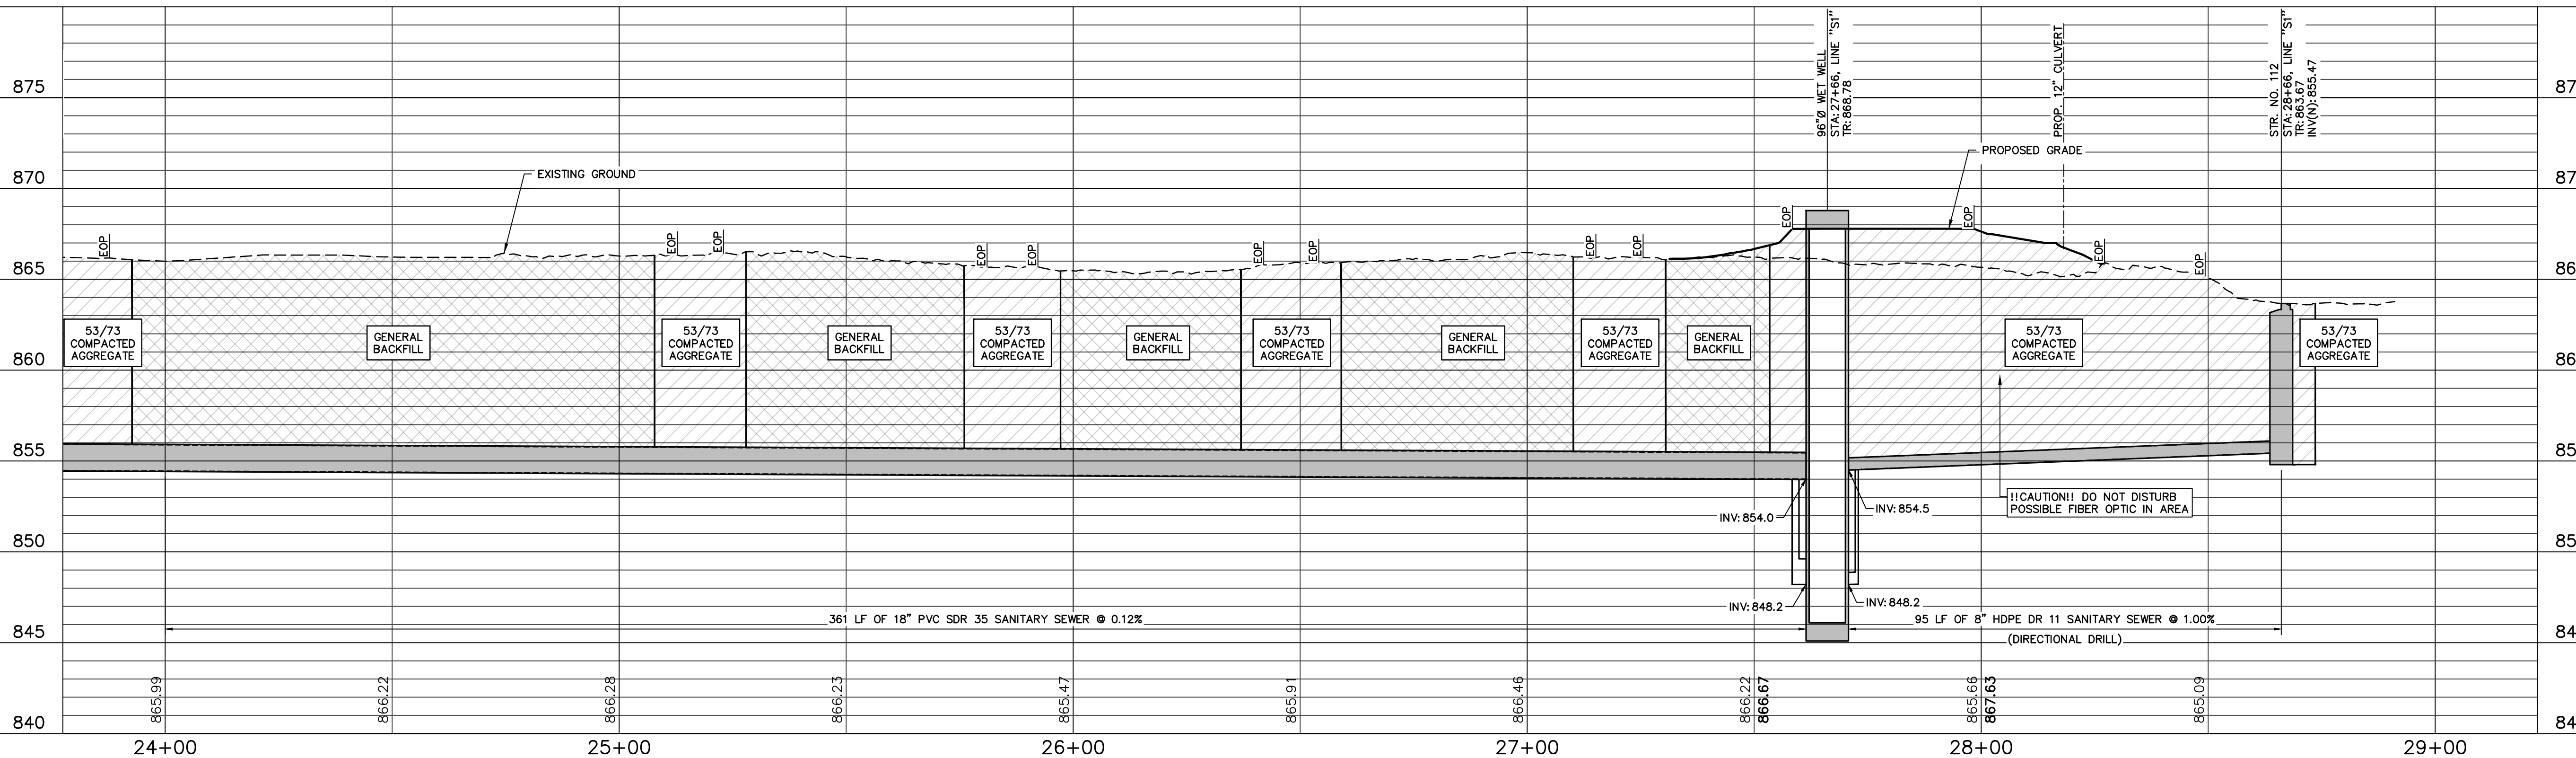 96"Ø WET WELL
STA: 27+66, LINE "S1"
TR: 868.78
PROP. 12" CULVERT
STR. NO. 112
STA: 28+66, LINE "S1"
TR: 863.67
INV(N): 855.47
875
87
870
87
EXISTING GROUND
PROPOSED GRADE
EOP
EOP
EOP
EOP
EOP
EOP
EOP
EOP
EOP
EOP
EOP
EOP
EOP
865
86
53/73
COMPACTED
AGGREGATE
GENERAL
BACKFILL
53/73
COMPACTED
AGGREGATE
GENERAL
BACKFILL
53/73
COMPACTED
AGGREGATE
GENERAL
BACKFILL
53/73
COMPACTED
AGGREGATE
GENERAL
BACKFILL
53/73
COMPACTED
AGGREGATE
GENERAL
BACKFILL
53/73
COMPACTED
AGGREGATE
53/73
COMPACTED
AGGREGATE
860
86
855
85
!!CAUTION!! DO NOT DISTURB
POSSIBLE FIBER OPTIC IN AREA
INV: 854.0
INV: 854.5
850
85
INV: 848.2
INV: 848.2
361 LF OF 18" PVC SDR 35 SANITARY SEWER @ 0.12%
95 LF OF 8" HDPE DR 11 SANITARY SEWER @ 1.00%
(DIRECTIONAL DRILL)
845
84
865.99
866.22
866.28
866.23
865.47
865.91
866.46
866.22
866.67
865.66
867.63
865.09
840
84
24+00
25+00
26+00
27+00
28+00
29+00